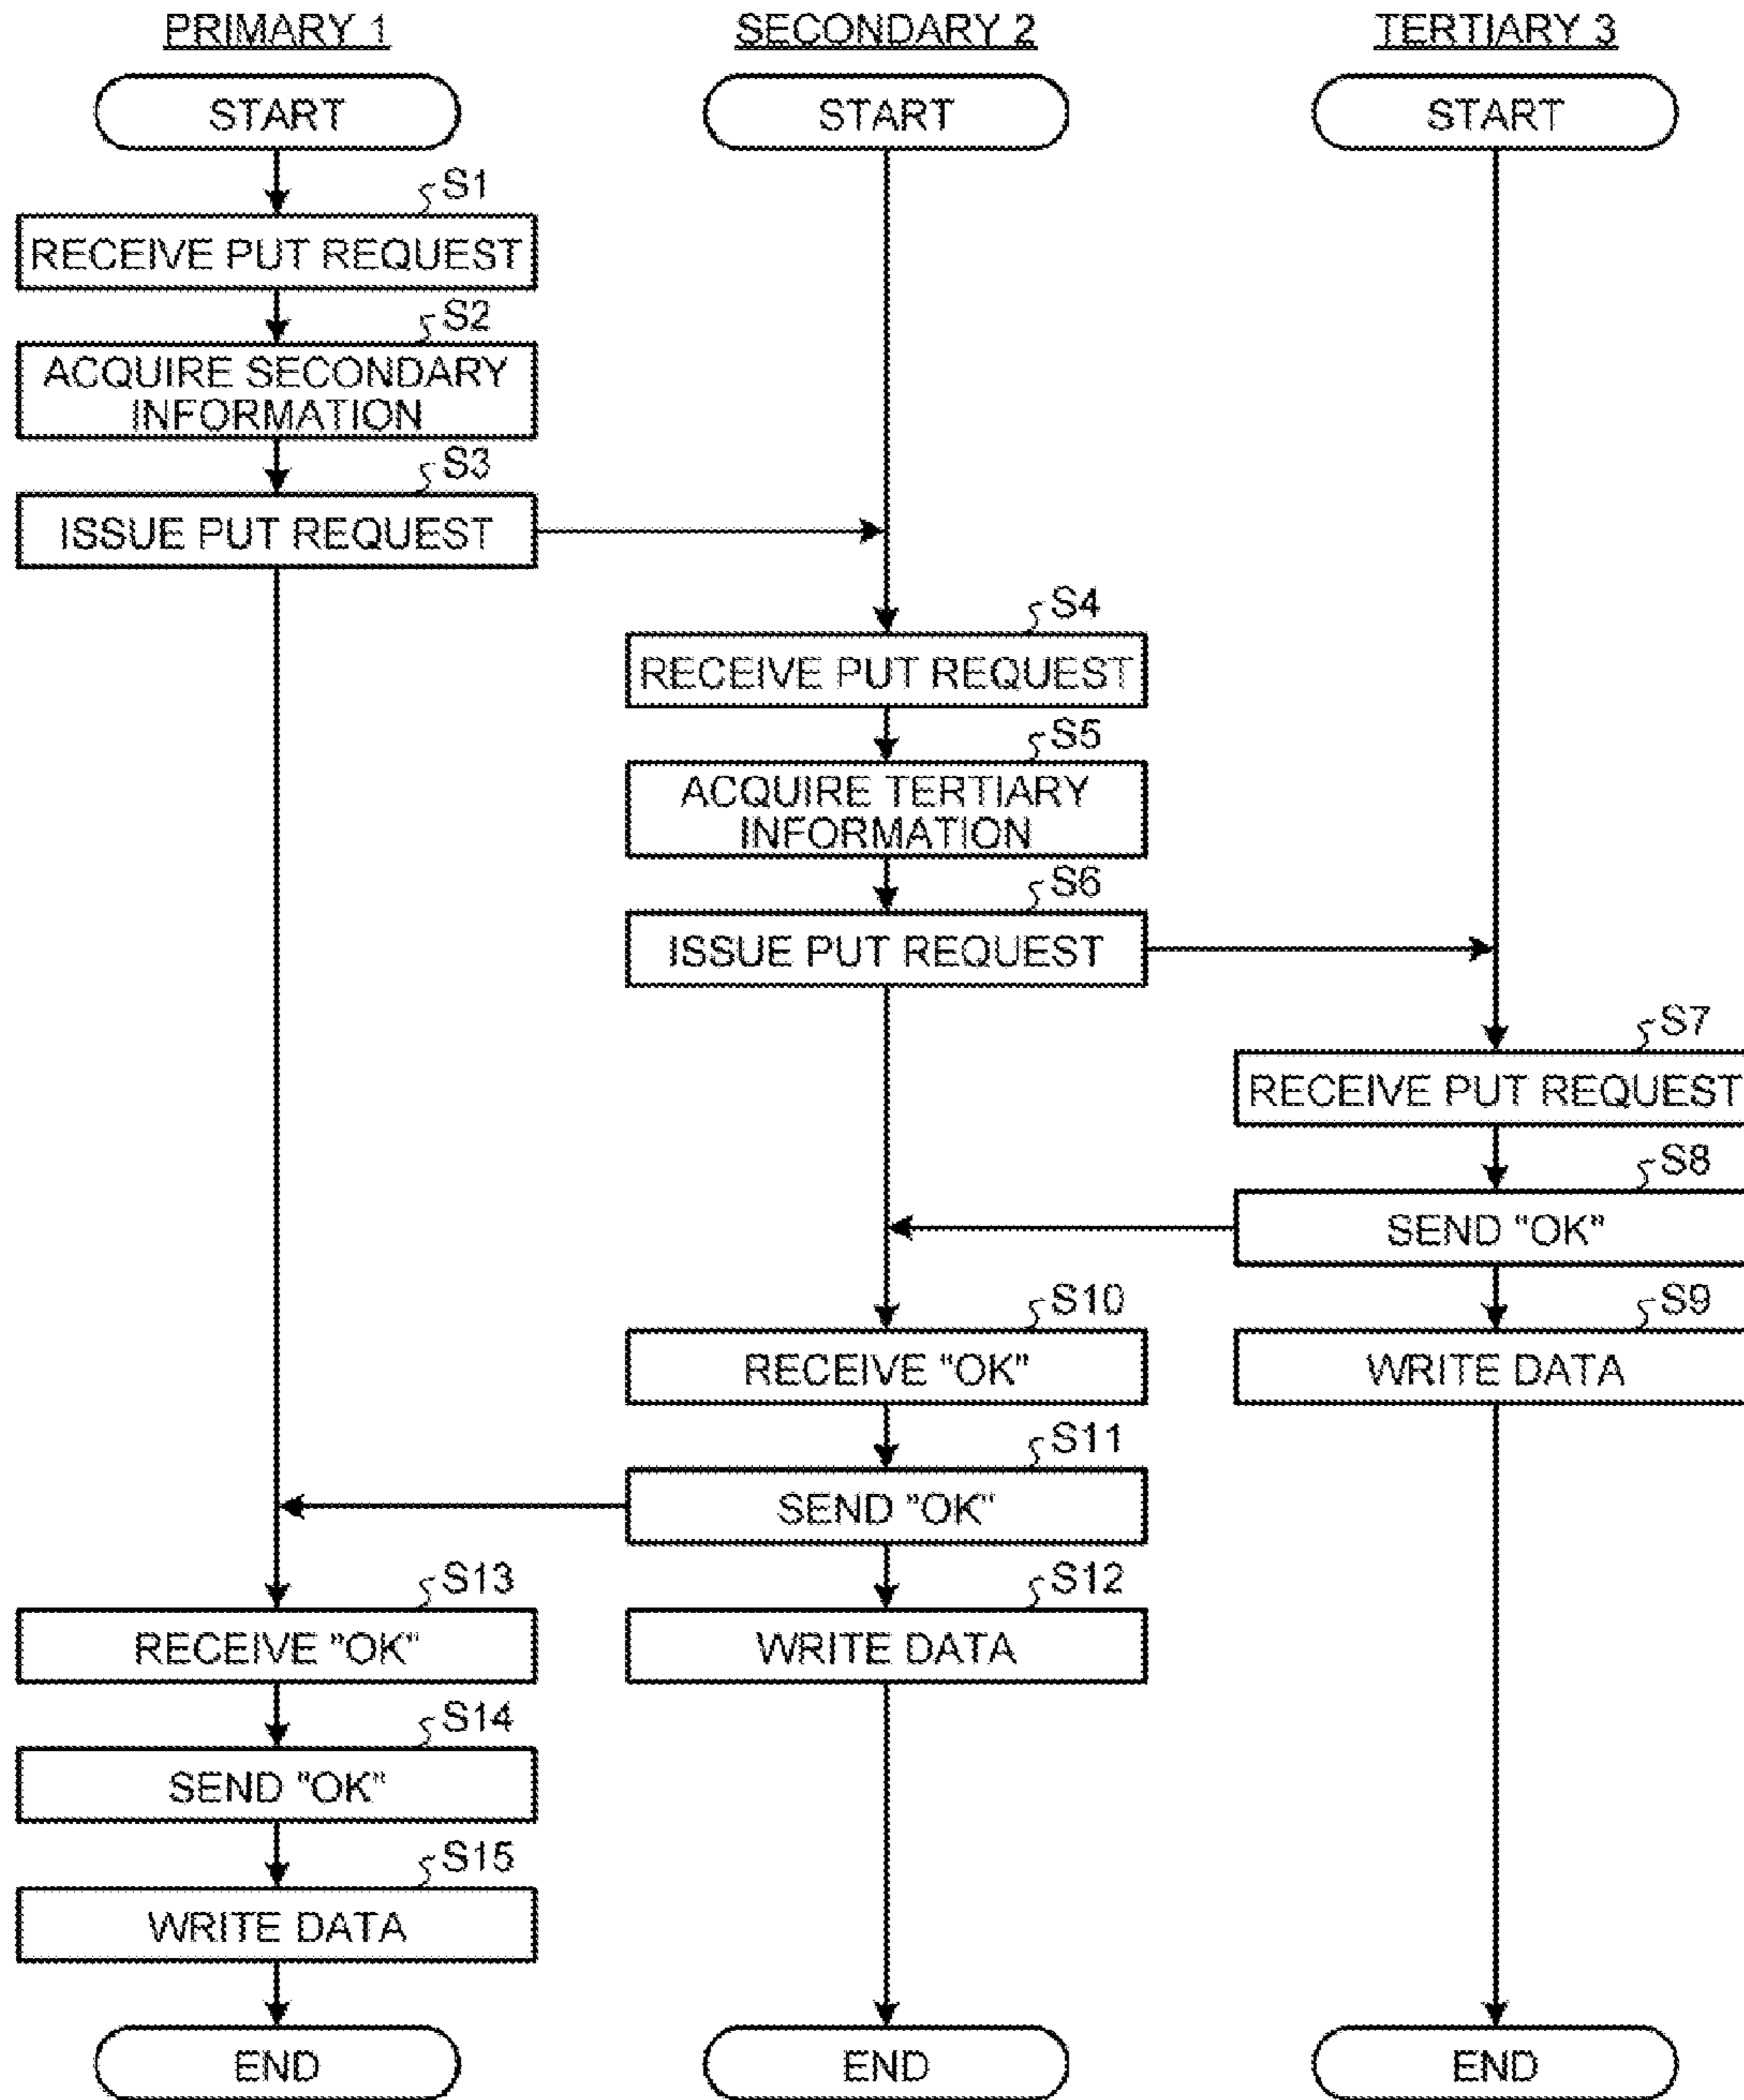 PRIMARY 1
SECONDARY 2
TERTIARY 3
START
START
START
S1
RECEIVE PUT REQUEST
S2
ACQUIRE SECONDARY
INFORMATION
S3
ISSUE PUT REQUEST
S4
RECEIVE PUT REQUEST
S5
ACQUIRE TERTIARY
INFORMATION
S6
ISSUE PUT REQUEST
S7
RECEIVE PUT REQUEST
S8
SEND "OK"
S10
S9
RECEIVE "OK"
WRITE DATA
S11
SEND "OK"
S13
S12
RECEIVE "OK"
WRITE DATA
S14
SEND "OK"
S15
WRITE DATA
END
END
END